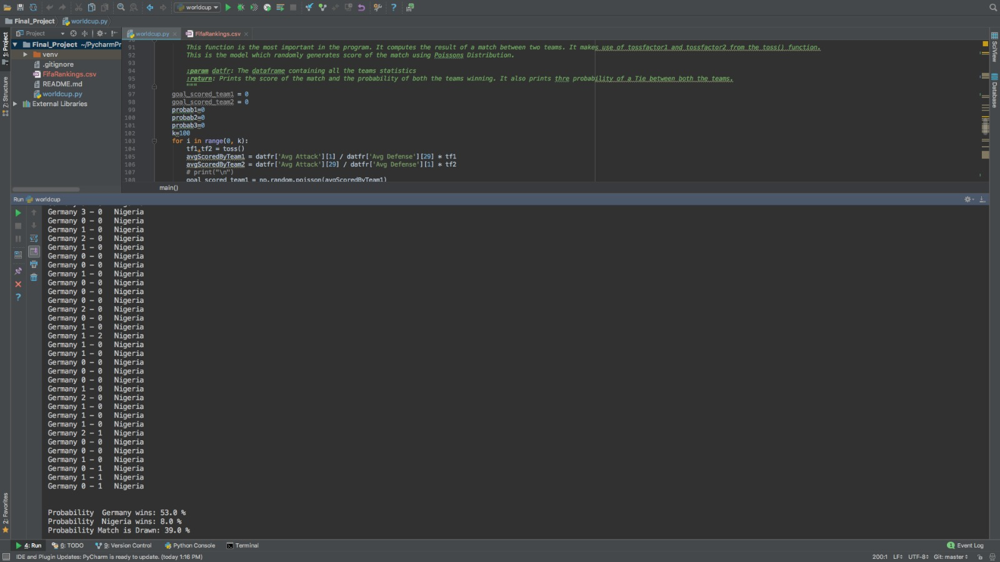 worldcup
Final_Project worldcup.py
Project
worldcup.py FifaRankings.csv
1: Project
Final_Project ~/PycharmPr
venv
.gitignore
FifaRankings.csv
README.md
worldcup.py
External Libraries
Z: Structure
2: Favorites
SciView
Database
91 This function is the most important in the program. It computes the result of a match between two teams. It makes use of tossfactor1 and tossfactor2 from the toss() function.
92 This is the model which randomly generates score of the match using Poissons Distribution.
93
94 :param datfr: The dataframe containing all the teams statistics
95 :return: Prints the score of the match and the probability of both the teams winning. It also prints thre probability of a Tie between both the teams.
96 """
97 goal_scored_team1 = 0
98 goal_scored_team2 = 0
99 probab1=0
100 probab2=0
101 probab3=0
102 k=100
103 for i in range(0, k):
104 tf1,tf2 = toss()
105 avgScoredByTeam1 = datfr['Avg Attack'][1] / datfr['Avg Defense'][29] * tf1
106 avgScoredByTeam2 = datfr['Avg Attack'][29] / datfr['Avg Defense'][1] * tf2
107 # print("\n")
108 goal_scored_team1 = np.random.poisson(avgScoredByTeam1)
main()
Run worldcup
Germany 3 - 0 Nigeria
Germany 0 - 0 Nigeria
Germany 1 - 0 Nigeria
Germany 2 - 0 Nigeria
Germany 1 - 0 Nigeria
Germany 0 - 0 Nigeria
Germany 0 - 0 Nigeria
Germany 1 - 0 Nigeria
Germany 0 - 0 Nigeria
Germany 0 - 0 Nigeria
Germany 0 - 0 Nigeria
Germany 2 - 0 Nigeria
Germany 0 - 0 Nigeria
Germany 1 - 0 Nigeria
Germany 1 - 2 Nigeria
Germany 1 - 0 Nigeria
Germany 1 - 0 Nigeria
Germany 0 - 0 Nigeria
Germany 0 - 0 Nigeria
Germany 0 - 0 Nigeria
Germany 1 - 0 Nigeria
Germany 2 - 0 Nigeria
Germany 1 - 0 Nigeria
Germany 1 - 0 Nigeria
Germany 1 - 0 Nigeria
Germany 2 - 1 Nigeria
Germany 0 - 0 Nigeria
Germany 0 - 0 Nigeria
Germany 1 - 0 Nigeria
Germany 0 - 1 Nigeria
Germany 1 - 1 Nigeria
Germany 0 - 1 Nigeria
Probability Germany wins: 53.0 %
Probability Nigeria wins: 8.0 %
Probability Match is Drawn: 39.0 %
4: Run 6: TODO 9: Version Control Python Console Terminal 1 Event Log
IDE and Plugin Updates: PyCharm is ready to update. (today 1:16 PM) 200:1 LF UTF-8 Git: master